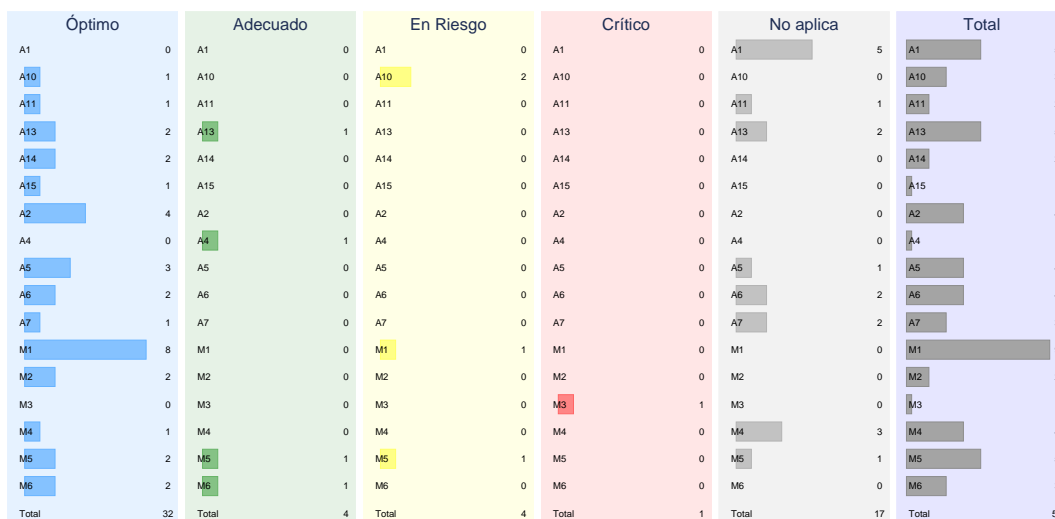 Óptimo Adecuado En Riesgo Crítico No aplica Total
A1 0 A1 0 A1 0 A1 0 A1 5 A1
A10 1 A10 0 A10 2 A10 0 A10 0 A10
A11 1 A11 0 A11 0 A11 0 A11 1 A11
A13 2 A13 1 A13 0 A13 0 A13 2 A13
A14 2 A14 0 A14 0 A14 0 A14 0 A14
A15 1 A15 0 A15 0 A15 0 A15 0 A15
A2 4 A2 0 A2 0 A2 0 A2 0 A2
A4 0 A4 1 A4 0 A4 0 A4 0 A4
A5 3 A5 0 A5 0 A5 0 A5 1 A5
A6 2 A6 0 A6 0 A6 0 A6 2 A6
A7 1 A7 0 A7 0 A7 0 A7 2 A7
M1 8 M1 0 M1 1 M1 0 M1 0 M1
M2 2 M2 0 M2 0 M2 0 M2 0 M2
M3 0 M3 0 M3 0 M3 1 M3 0 M3
M4 1 M4 0 M4 0 M4 0 M4 3 M4
M5 2 M5 1 M5 1 M5 0 M5 1 M5
M6 2 M6 1 M6 0 M6 0 M6 0 M6
Total 32 Total 4 Total 4 Total 1 Total 17 Total